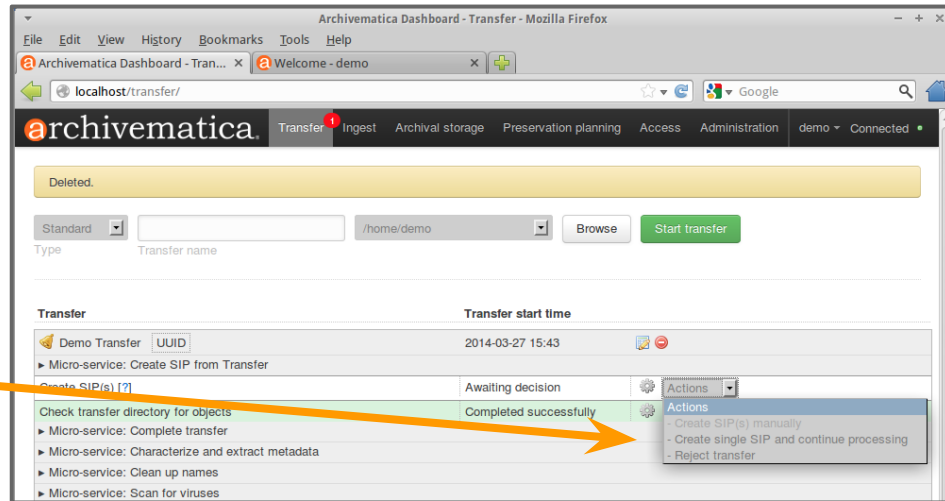 Archivematica Dashboard - Transfer - Mozilla Firefox
File Edit View History Bookmarks Tools Help
Archivematica Dashboard - Tran... Welcome - demo
localhost/transfer/ Google
archivematica. Transfer 1 Ingest Archival storage Preservation planning Access Administration demo Connected
Deleted.
Standard /home/demo Browse Start transfer
Type Transfer name
Transfer Transfer start time
Demo Transfer UUID 2014-03-27 15:43
Micro-service: Create SIP from Transfer
Create SIP(s) [?] Awaiting decision Actions
Check transfer directory for objects Completed successfully Actions
- Create SIP(s) manually
Micro-service: Complete transfer
- Create single SIP and continue processing
Micro-service: Characterize and extract metadata
- Reject transfer
Micro-service: Clean up names
Micro-service: Scan for viruses